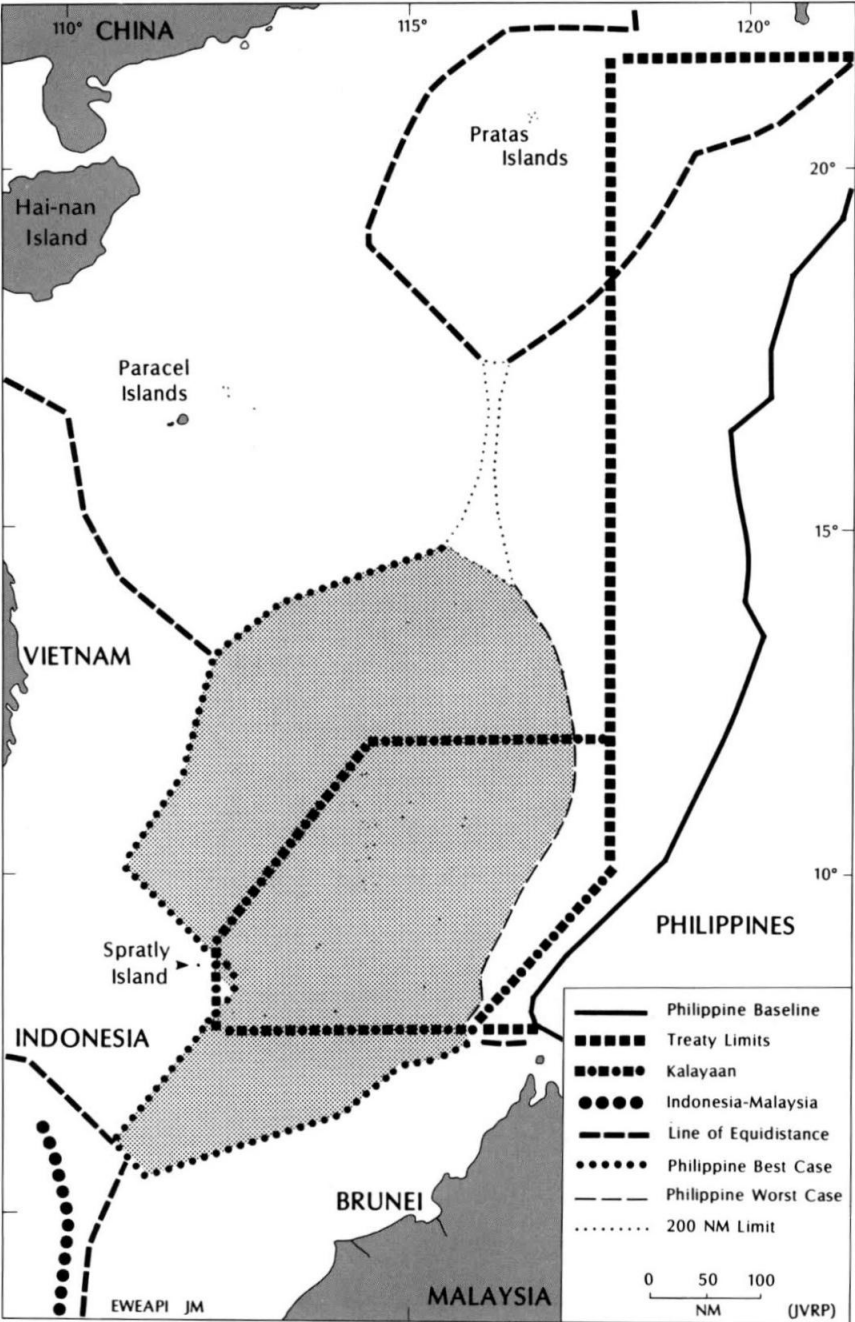 110°
115°
120°
CHINA
Pratas
Islands
20°
Hai-nan
Island
Paracel
Islands
15°
VIETNAM
10°
PHILIPPINES
Spratly
Island
INDONESIA
BRUNEI
MALAYSIA
EWEAPI JM
Philippine Baseline
Treaty Limits
Kalayaan
Indonesia-Malaysia
Line of Equidistance
Philippine Best Case
Philippine Worst Case
200 NM Limit
0 50 100
NM
(JVRP)